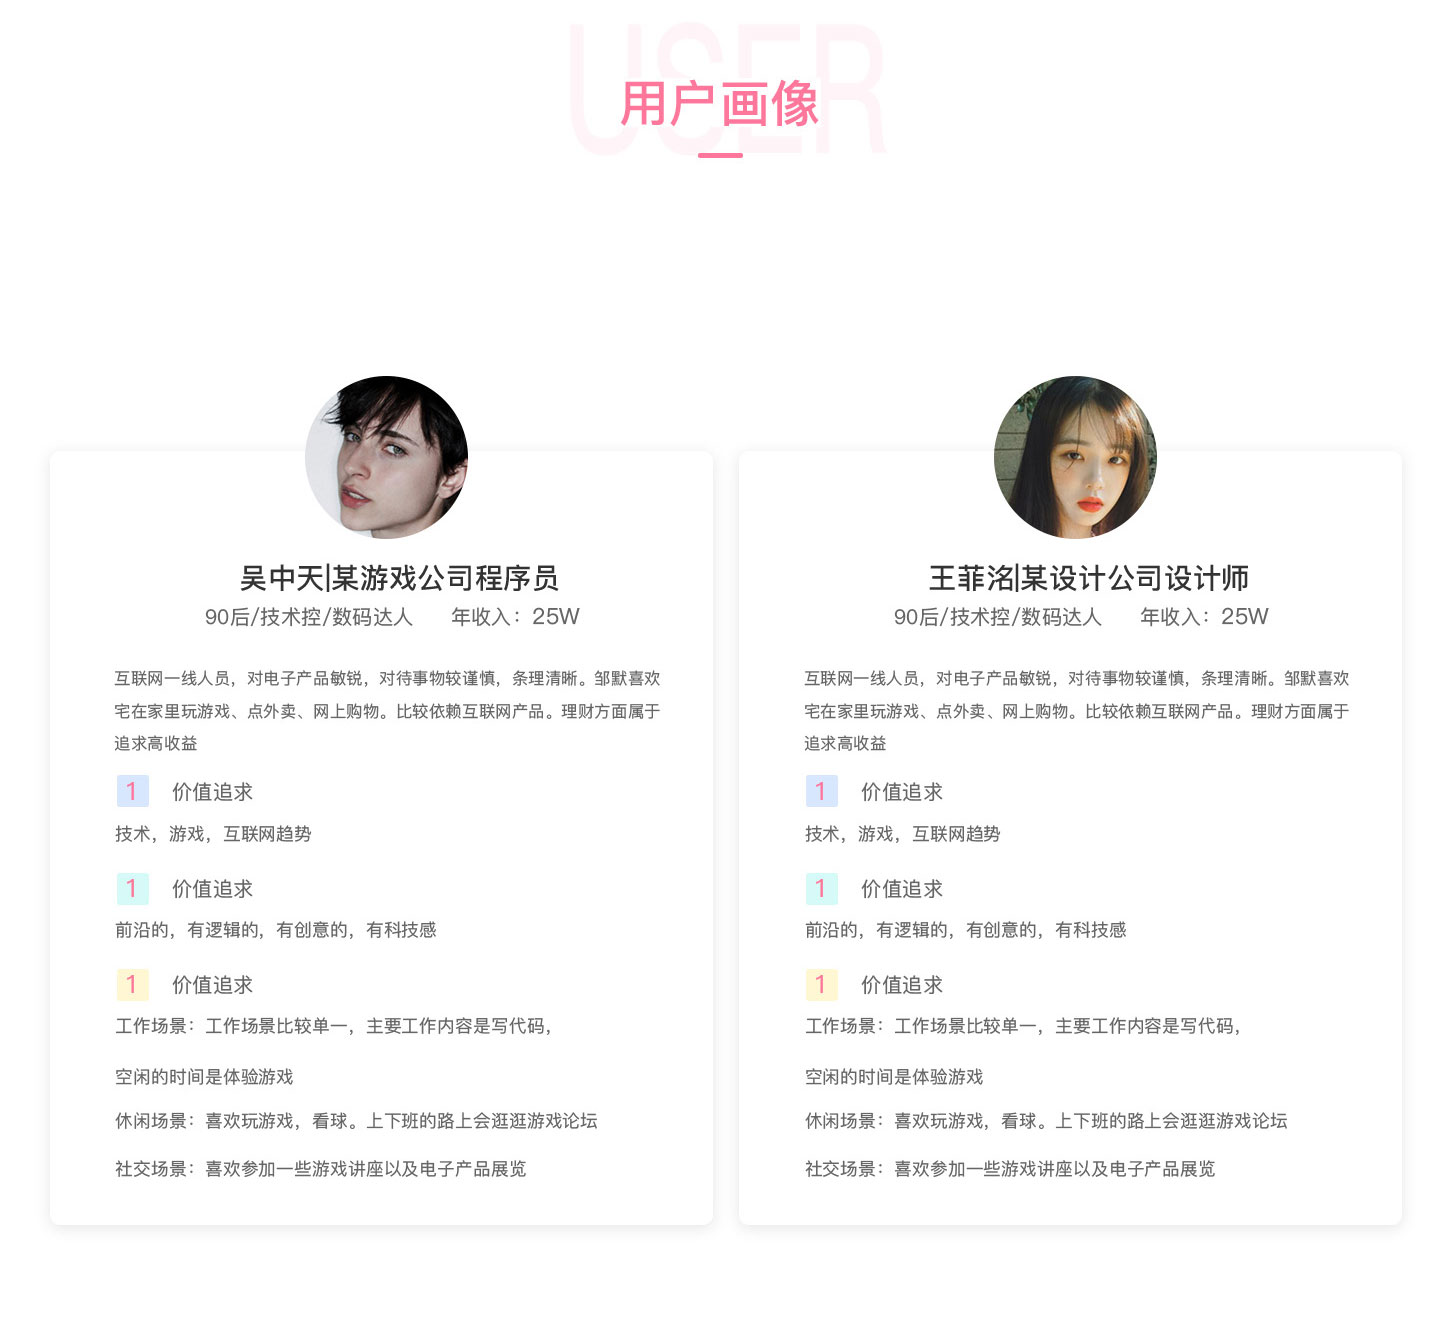 USER
用户画像
吴中天|某游戏公司程序员
90后/技术控/数码达人 年收入：25W
互联网一线人员，对电子产品敏锐，对待事物较谨慎，条理清晰。邹默喜欢
宅在家里玩游戏、点外卖、网上购物。比较依赖互联网产品。理财方面属于
追求高收益
1 价值追求
技术，游戏，互联网趋势
1 价值追求
前沿的，有逻辑的，有创意的，有科技感
1 价值追求
工作场景：工作场景比较单一，主要工作内容是写代码，
空闲的时间是体验游戏
休闲场景：喜欢玩游戏，看球。上下班的路上会逛逛游戏论坛
社交场景：喜欢参加一些游戏讲座以及电子产品展览
王菲洺|某设计公司设计师
90后/技术控/数码达人 年收入：25W
互联网一线人员，对电子产品敏锐，对待事物较谨慎，条理清晰。邹默喜欢
宅在家里玩游戏、点外卖、网上购物。比较依赖互联网产品。理财方面属于
追求高收益
1 价值追求
技术，游戏，互联网趋势
1 价值追求
前沿的，有逻辑的，有创意的，有科技感
1 价值追求
工作场景：工作场景比较单一，主要工作内容是写代码，
空闲的时间是体验游戏
休闲场景：喜欢玩游戏，看球。上下班的路上会逛逛游戏论坛
社交场景：喜欢参加一些游戏讲座以及电子产品展览